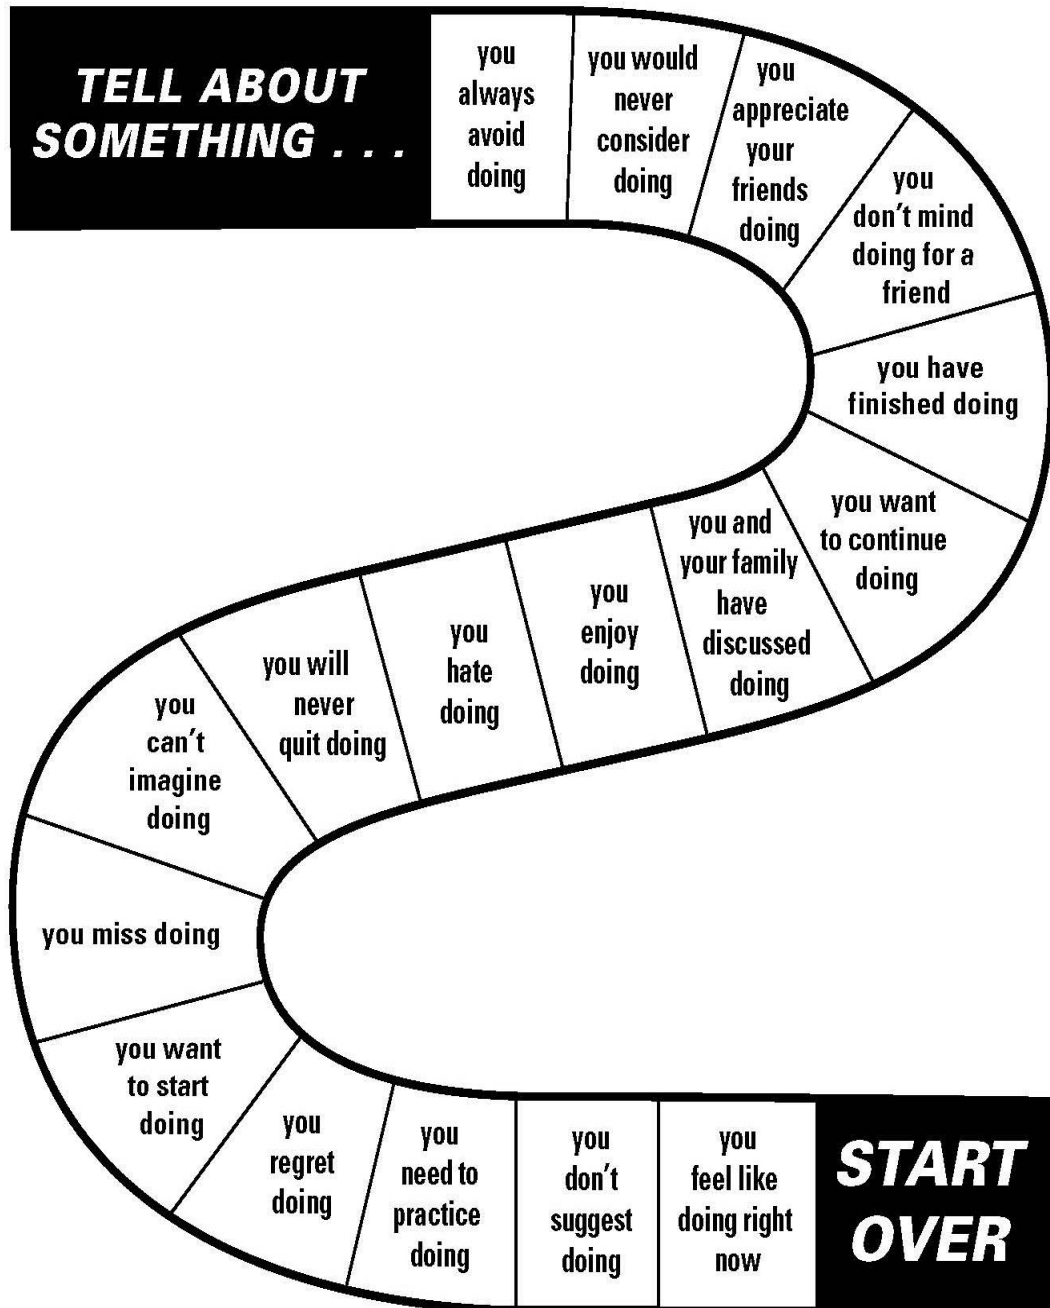 TELL ABOUT
SOMETHING . . .
you
always
avoid
doing
you would
never
consider
doing
you
appreciate
your
friends
doing
you
don't mind
doing for a
friend
you have
finished doing
you want
to continue
doing
you and
your family
have
discussed
doing
you
enjoy
doing
you
hate
doing
you will
never
quit doing
you
can't
imagine
doing
you miss doing
you want
to start
doing
you
regret
doing
you
need to
practice
doing
you
don't
suggest
doing
you
feel like
doing right
now
START
OVER